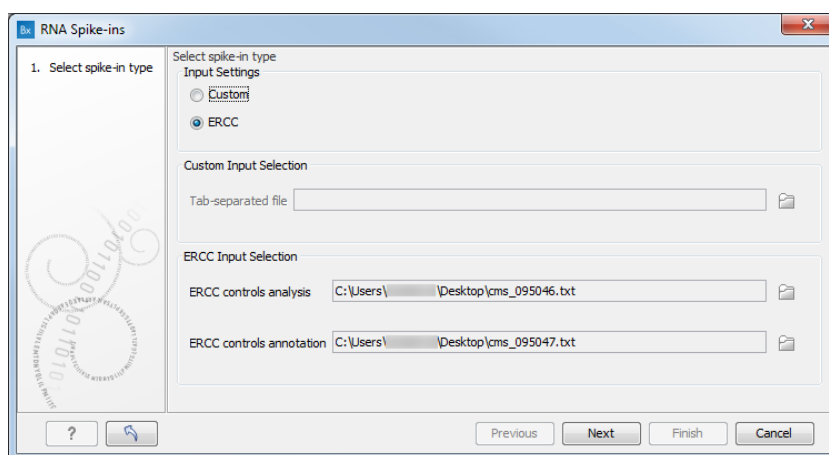 Bx RNA Spike-ins
1. Select spike-in type
Select spike-in type
Input Settings
Custom
ERCC
Custom Input Selection
Tab-separated file
ERCC Input Selection
ERCC controls analysis C:\Users\ \Desktop\cms_095046.txt
ERCC controls annotation C:\Users\ \Desktop\cms_095047.txt
? Previous Next Finish Cancel